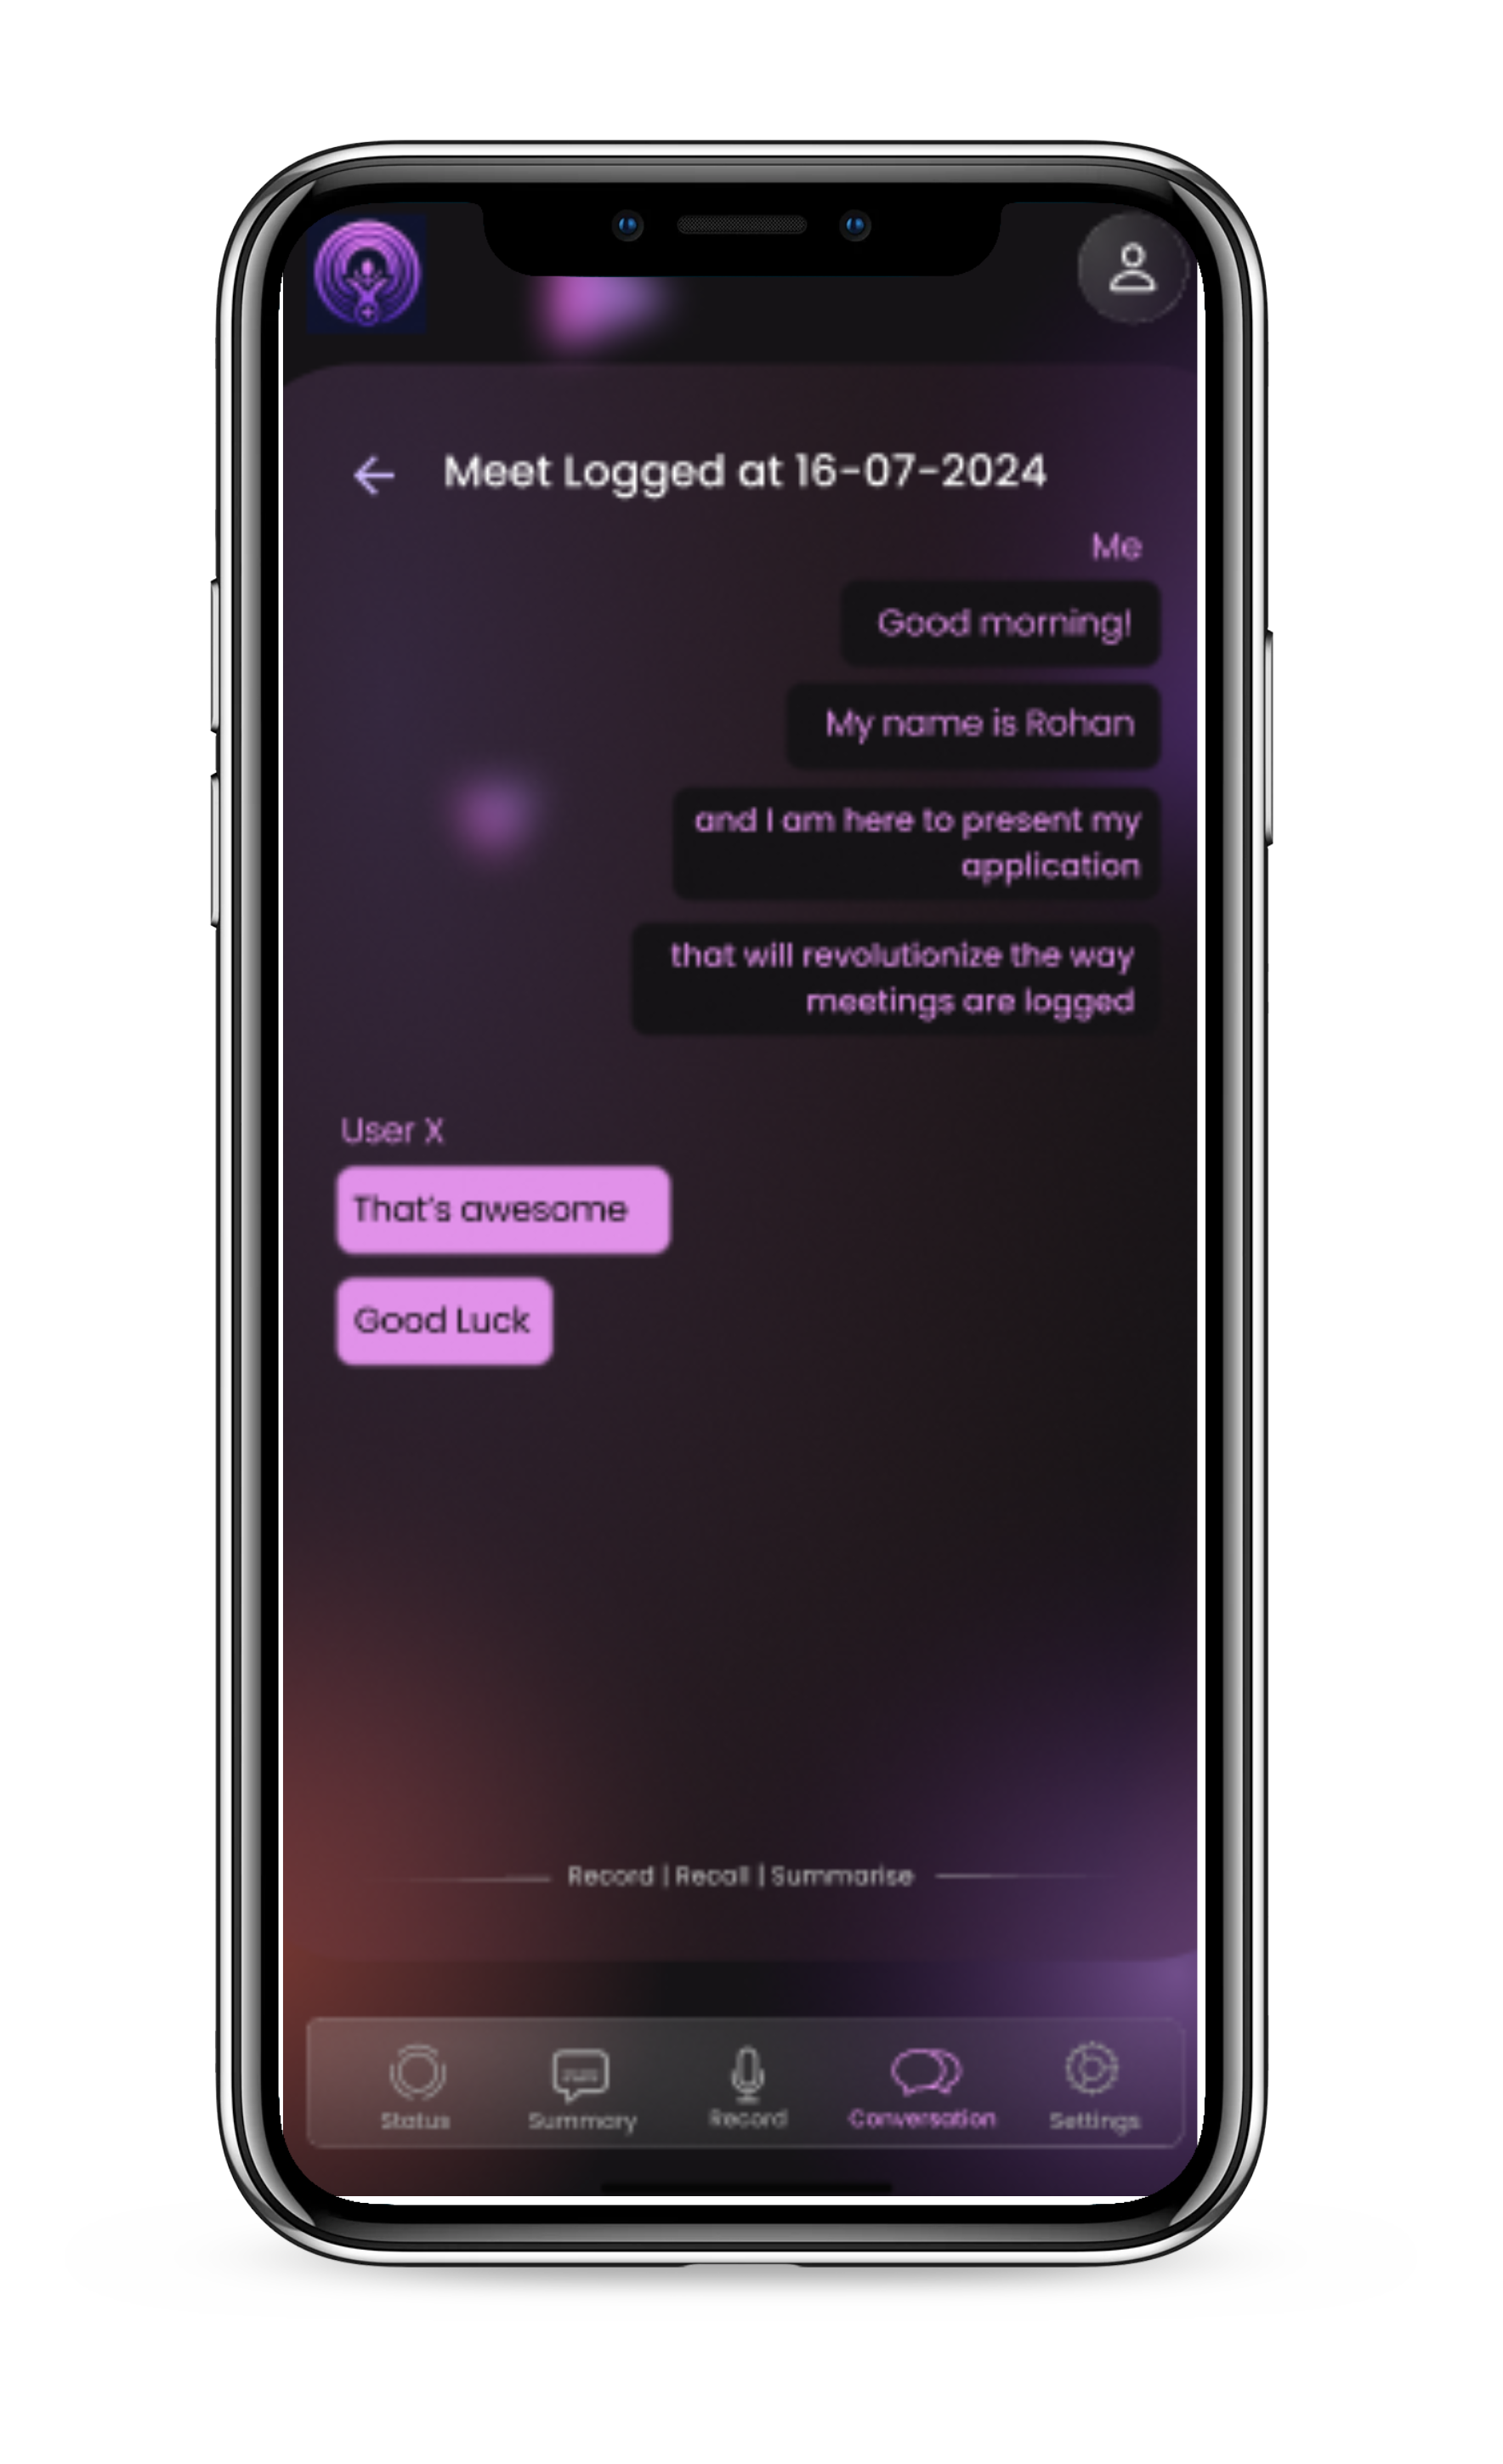 Meet Logged at 16-07-2024
Me
Good morning!
My name is Rohan
and I am here to present my
application
that will revolutionize the way
meetings are logged
User X
That's awesome
Good Luck
Record | Recall | Summarise
Status
Summary
Record
Conversation
Settings